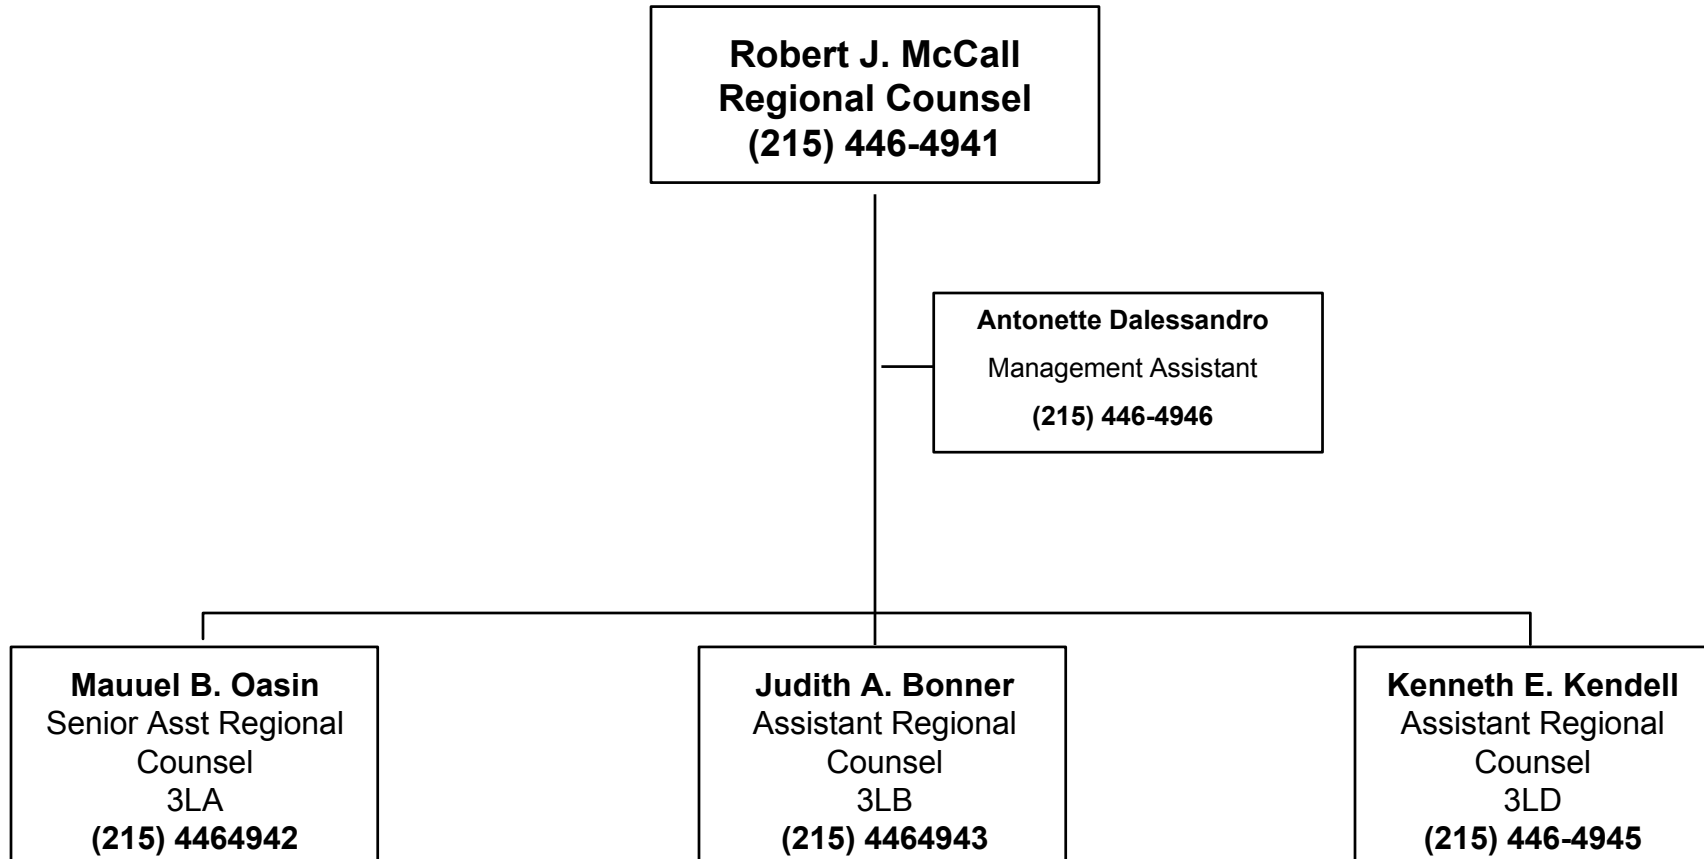 Robert J. McCall
Regional Counsel
(215) 446-4941
Antonette Dalessandro
Management Assistant
(215) 446-4946
Mauuel B. Oasin
Senior Asst Regional
Counsel
3LA
(215) 4464942
Judith A. Bonner
Assistant Regional
Counsel
3LB
(215) 4464943
Kenneth E. Kendell
Assistant Regional
Counsel
3LD
(215) 446-4945